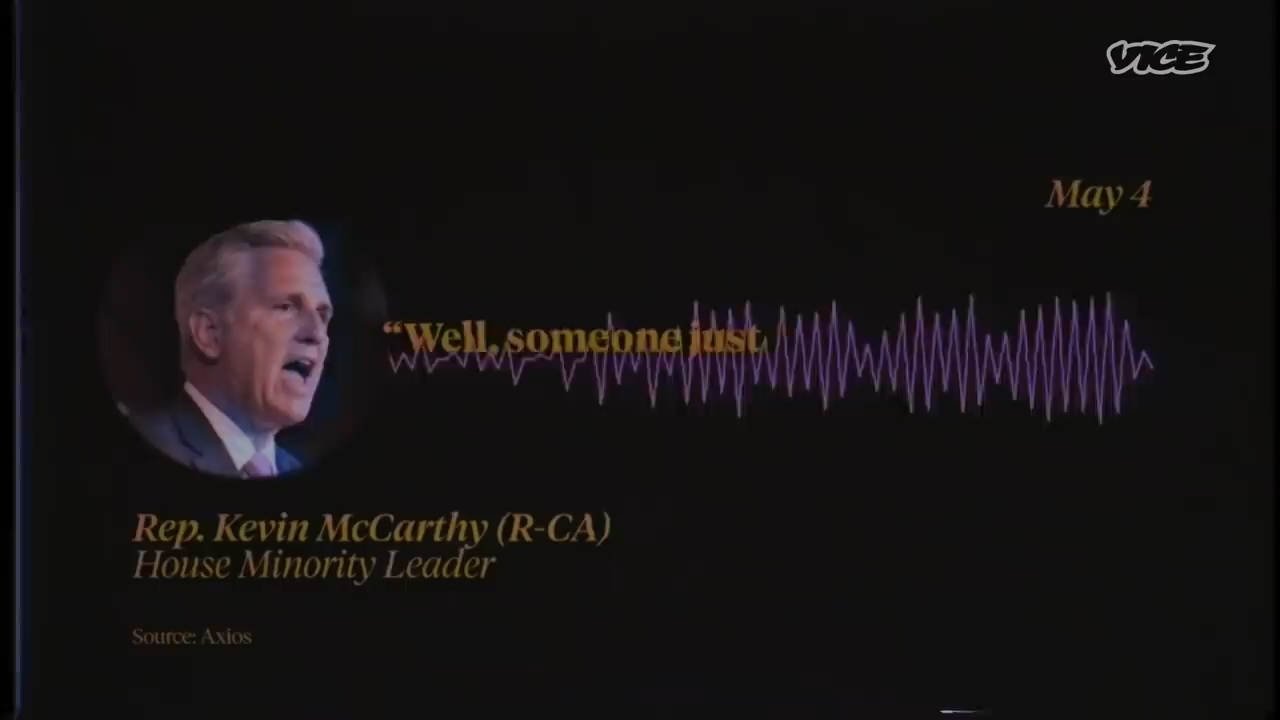 VICE
May 4
“Well, someone just
Rep. Kevin McCarthy (R-CA)
House Minority Leader
Source: Axios